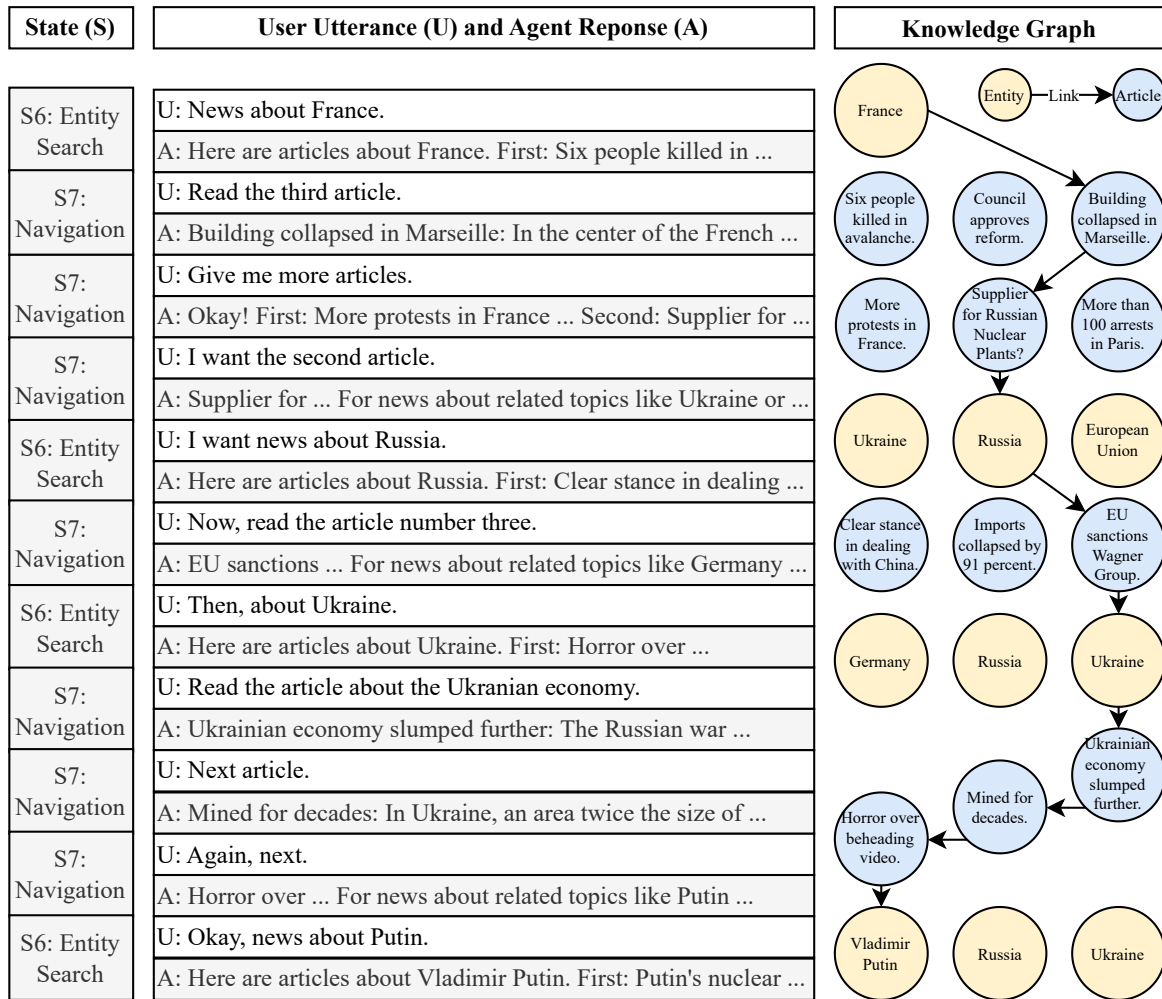 State (S)
User Utterance (U) and Agent Reponse (A)
Knowledge Graph
S6: Entity
Search
U: News about France.
A: Here are articles about France. First: Six people killed in ...
S7:
Navigation
U: Read the third article.
A: Building collapsed in Marseille: In the center of the French ...
S7:
Navigation
U: Give me more articles.
A: Okay! First: More protests in France ... Second: Supplier for ...
S7:
Navigation
U: I want the second article.
A: Supplier for ... For news about related topics like Ukraine or ...
S6: Entity
Search
U: I want news about Russia.
A: Here are articles about Russia. First: Clear stance in dealing ...
S7:
Navigation
U: Now, read the article number three.
A: EU sanctions ... For news about related topics like Germany ...
S6: Entity
Search
U: Then, about Ukraine.
A: Here are articles about Ukraine. First: Horror over ...
S7:
Navigation
U: Read the article about the Ukranian economy.
A: Ukrainian economy slumped further: The Russian war ...
S7:
Navigation
U: Next article.
A: Mined for decades: In Ukraine, an area twice the size of ...
S7:
Navigation
U: Again, next.
A: Horror over ... For news about related topics like Putin ...
S6: Entity
Search
U: Okay, news about Putin.
A: Here are articles about Vladimir Putin. First: Putin's nuclear ...
France
Entity
Link
Article
Six people
killed in
avalanche.
Council
approves
reform.
Building
collapsed in
Marseille.
More
protests in
France.
Supplier
for Russian
Nuclear
Plants?
More than
100 arrests
in Paris.
Ukraine
Russia
European
Union
Clear stance
in dealing
with China.
Imports
collapsed by
91 percent.
EU
sanctions
Wagner
Group.
Germany
Russia
Ukraine
Ukrainian
economy
slumped
further.
Mined for
decades.
Horror over
beheading
video.
Vladimir
Putin
Russia
Ukraine